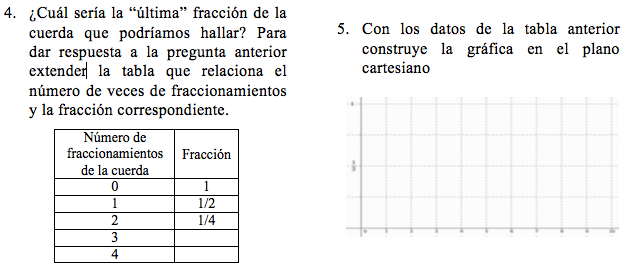 4. ¿Cuál sería la “última” fracción de la
cuerda que podríamos hallar? Para
dar respuesta a la pregunta anterior
extender la tabla que relaciona el
número de veces de fraccionamientos
y la fracción correspondiente.
Número de
fraccionamientos
de la cuerda
Fracción
0 1
1 1/2
2 1/4
3
4
5. Con los datos de la tabla anterior
construye la gráfica en el plano
cartesiano